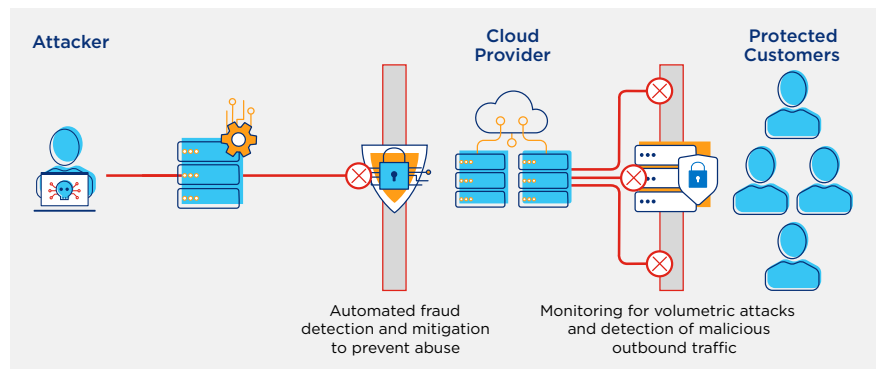 Attacker
Cloud
Provider
Protected
Customers
Automated fraud
detection and mitigation
to prevent abuse
Monitoring for volumetric attacks
and detection of malicious
outbound traffic